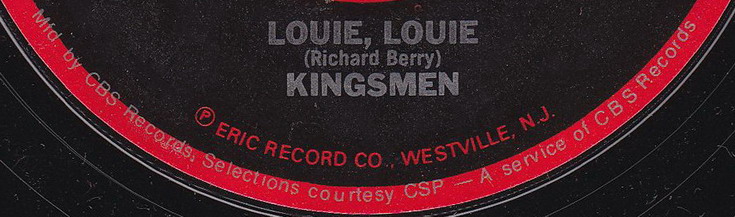 LOUIE, LOUIE
(Richard Berry)
KINGSMEN
Ⓟ ERIC RECORD CO., WESTVILLE, N.J.
Mfd. by CBS Records, Selections courtesy CSP — A service of CBS Records